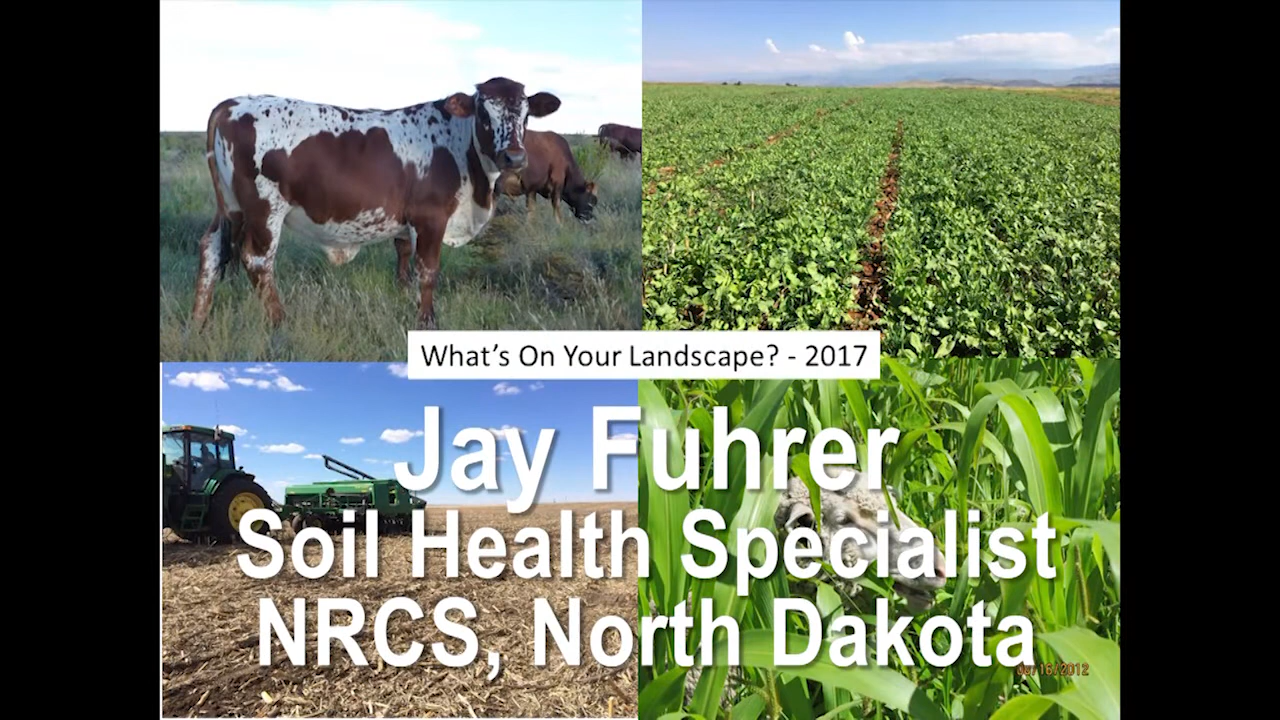 What's On Your Landscape? - 2017
Jay Fuhrer
Soil Health Specialist
NRCS, North Dakota